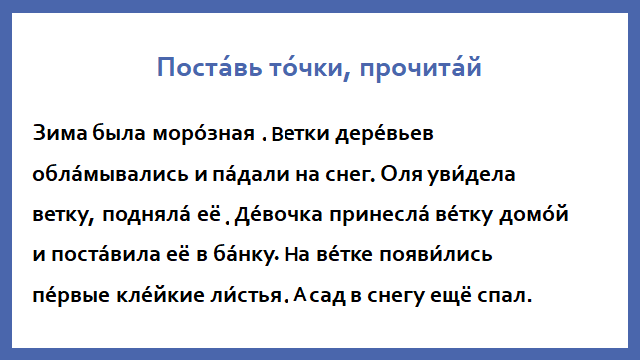 Поста́вь то́чки, прочита́й
Зима была моро́зная . Ветки дере́вьев
обла́мывались и па́дали на снег. Оля уви́дела
ветку, подняла́ её . Де́вочка принесла́ ве́тку домо́й
и поста́вила её в ба́нку. На ве́тке появи́лись
пе́рвые кле́йкие ли́стья. А сад в снегу ещё спал.